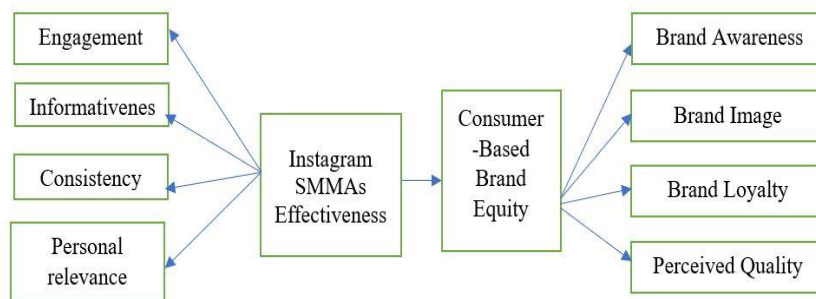 Engagement
Informativenes
Consistency
Personal
relevance
Instagram
SMMAs
Effectiveness
Consumer
-Based
Brand
Equity
Brand Awareness
Brand Image
Brand Loyalty
Perceived Quality